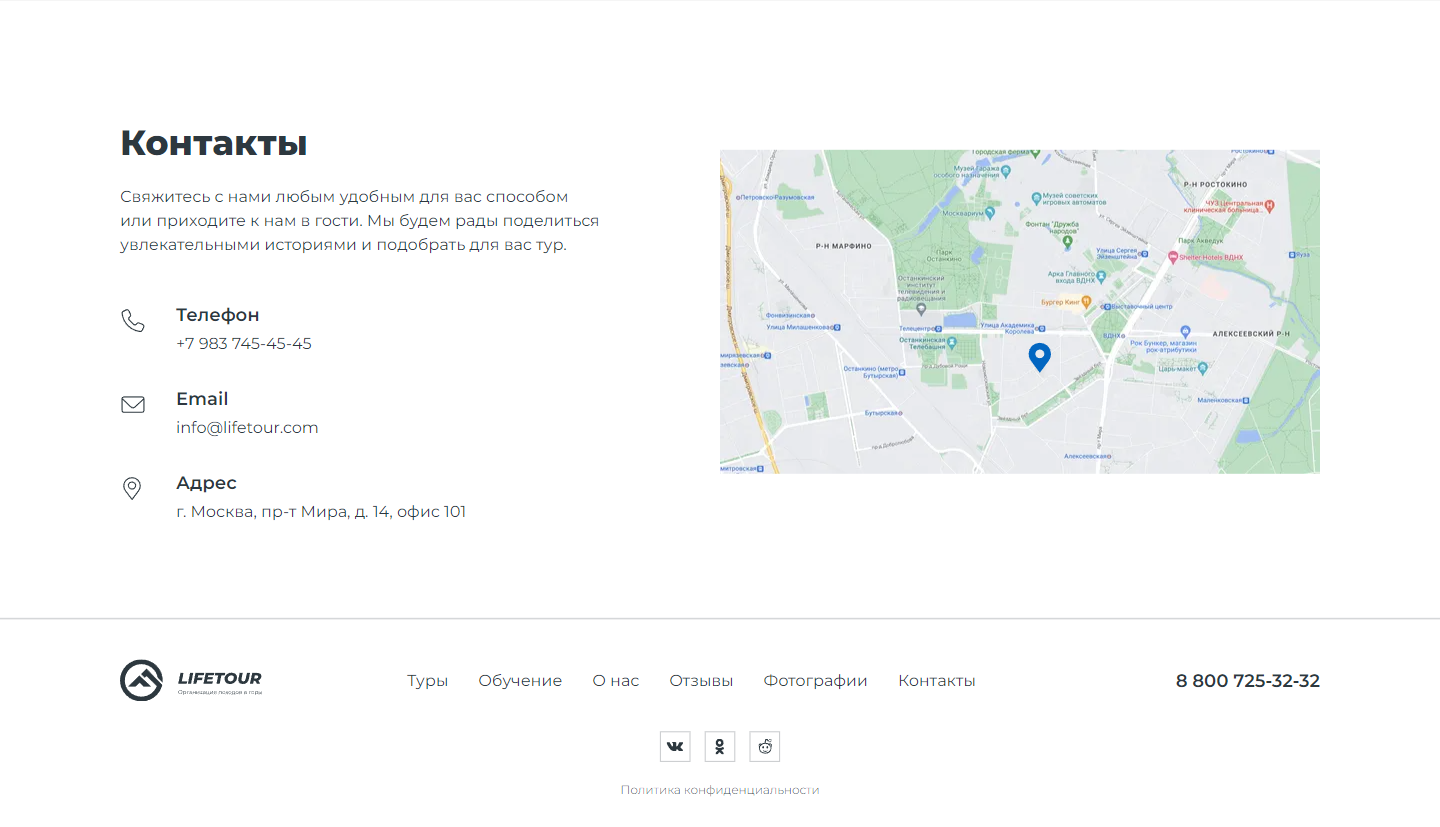 Контакты
Свяжитесь с нами любым удобным для вас способом
или приходите к нам в гости. Мы будем рады поделиться
увлекательными историями и подобрать для вас тур.
Телефон
+7 983 745-45-45
Email
info@lifetour.com
Адрес
г. Москва, пр-т Мира, д. 14, офис 101
Городская ферма
Ростокино
Музей Гаража
особого назначения
Р-Н РОСТОКИНО
Петровско-Разумовская
Музей советских
игровых автоматов
ЧУЗ Центральная
клиническая больница...
Москвариум
Фонтан "Дружба
народов"
Р-Н МАРФИНО
Парк
Останкино
Улица Сергея
Эйзенштейна
Парк Акведук
Shelter Hotels ВДНХ
Яуза
Арка Главного
входа ВДНХ
Останкинский
институт
телевидения и
радиовещания
Бургер Кинг
Выставочный центр
Фонвизинская
Улица Милашенкова
Телецентр
Улица Академика
Королева
ВДНХ
АЛЕКСЕЕВСКИЙ Р-Н
Останкинская
Телебашня
Рок Бункер, магазин
рок-атрибутики
Останкино (метро
Бутырская)
Царь-макет
Маленковская
Бутырская
Звёздный бул.
пр-д Добролюбова
Алексеевская
LIFETOUR
Организация походов в горы
Туры
Обучение
О нас
Отзывы
Фотографии
Контакты
8 800 725-32-32
Политика конфиденциальности